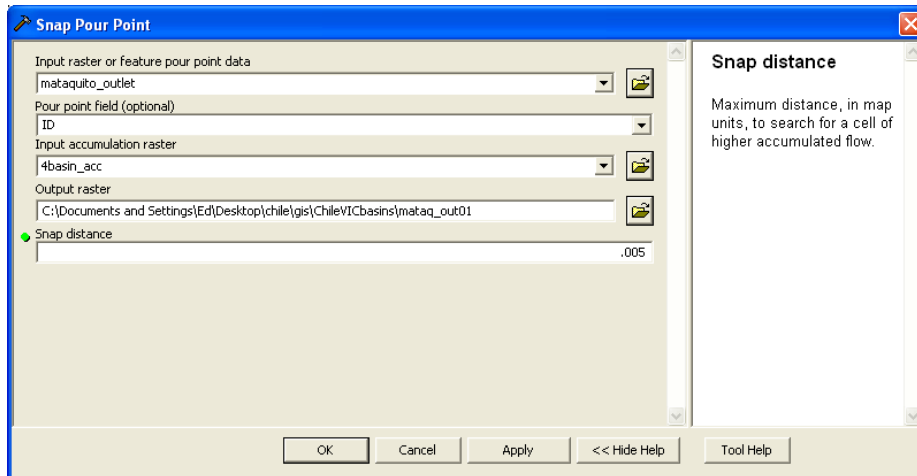 Snap Pour Point
Input raster or feature pour point data
mataquito_outlet
Pour point field (optional)
ID
Input accumulation raster
4basin_acc
Output raster
C:\Documents and Settings\Ed\Desktop\chile\gis\ChileVICbasins\mataq_out01
Snap distance
.005
Snap distance
Maximum distance, in map
units, to search for a cell of
higher accumulated flow.
OK
Cancel
Apply
<< Hide Help
Tool Help